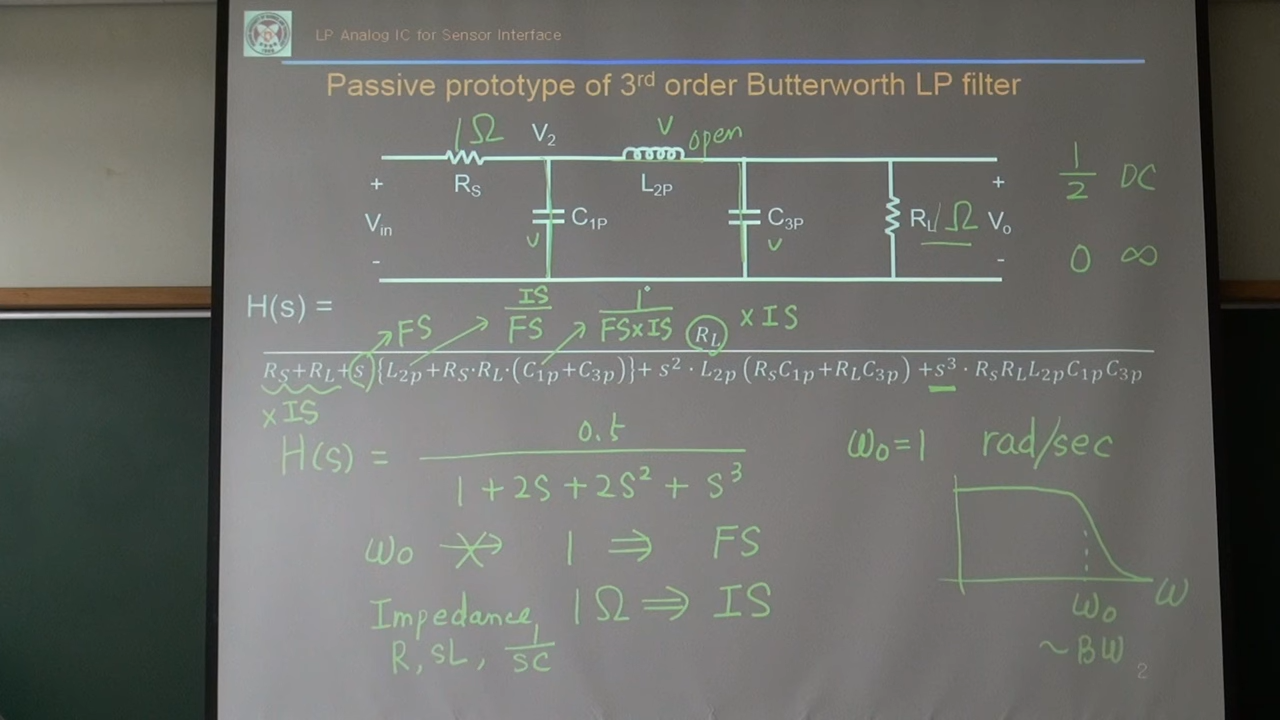 LP Analog IC for Sensor Interface
Passive prototype of 3rd order Butterworth LP filter
1Ω V2 V open
+ RS L2P + 1/2 DC
Vin C1P C3P RL 1Ω Vo
- V V - 0 ∞
H(s) = FS IS/FS 1/(FS×IS) RL × IS
RS+RL+s{L2p+RS·RL·(C1p+C3p)}+ s² · L2p (RSC1p+RLC3p) +s³ · RSRLL2pC1pC3p
× IS
H(s) = 0.5 ω0=1 rad/sec
1 + 2S + 2S² + S³
ω0 1 ⇒ FS
Impedance, 1Ω ⇒ IS ω0 ω
R, SL, 1/SC ~BW
2